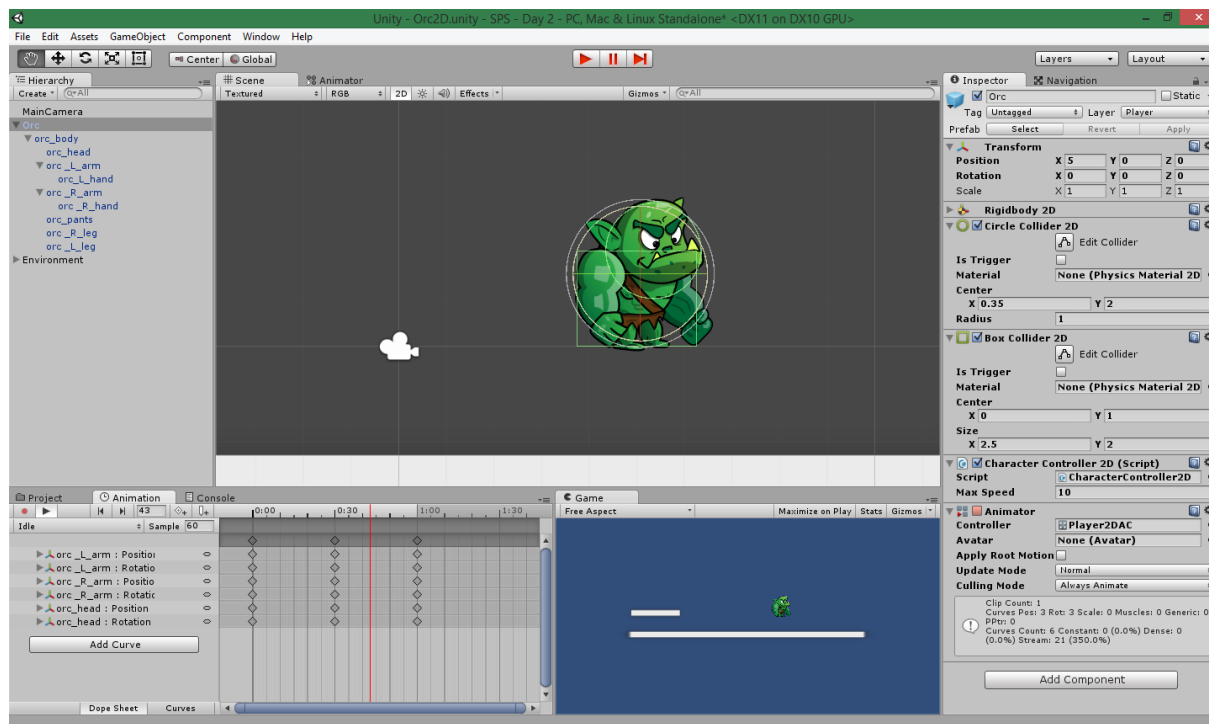 Unity - Orc2D.unity - SPS - Day 2 - PC, Mac & Linux Standalone* <DX11 on DX10 GPU>
File Edit Assets GameObject Component Window Help
Center Global
Layers Layout
Hierarchy
Create All
MainCamera
Orc
orc_body
orc_head
orc _L_arm
orc_L_hand
orc _R_arm
orc _R_hand
orc_pants
orc _R_leg
orc _L_leg
Environment
Scene Animator
Textured RGB 2D Effects Gizmos All
Inspector Navigation
Orc Static
Tag Untagged Layer Player
Prefab Select Revert Apply
Transform
Position X 5 Y 0 Z 0
Rotation X 0 Y 0 Z 0
Scale X 1 Y 1 Z 1
Rigidbody 2D
Circle Collider 2D
Edit Collider
Is Trigger
Material None (Physics Material 2D
Center
X 0.35 Y 2
Radius 1
Box Collider 2D
Edit Collider
Is Trigger
Material None (Physics Material 2D
Center
X 0 Y 1
Size
X 2.5 Y 2
Character Controller 2D (Script)
Script CharacterController2D
Max Speed 10
Animator
Controller Player2DAC
Avatar None (Avatar)
Apply Root Motion
Update Mode Normal
Culling Mode Always Animate
Clip Count: 1
Curves Pos: 3 Rot: 3 Scale: 0 Muscles: 0 Generic: 0
PPtr: 0
Curves Count: 6 Constant: 0 (0.0%) Dense: 0
(0.0%) Stream: 21 (350.0%)
Add Component
Project Animation Console
43 0:00 0:30 1:00 1:30
Idle Sample 60
orc _L_arm : Position
orc _L_arm : Rotatio
orc _R_arm : Positio
orc _R_arm : Rotatic
orc_head : Position
orc_head : Rotation
Add Curve
Dope Sheet Curves
Game
Free Aspect Maximize on Play Stats Gizmos